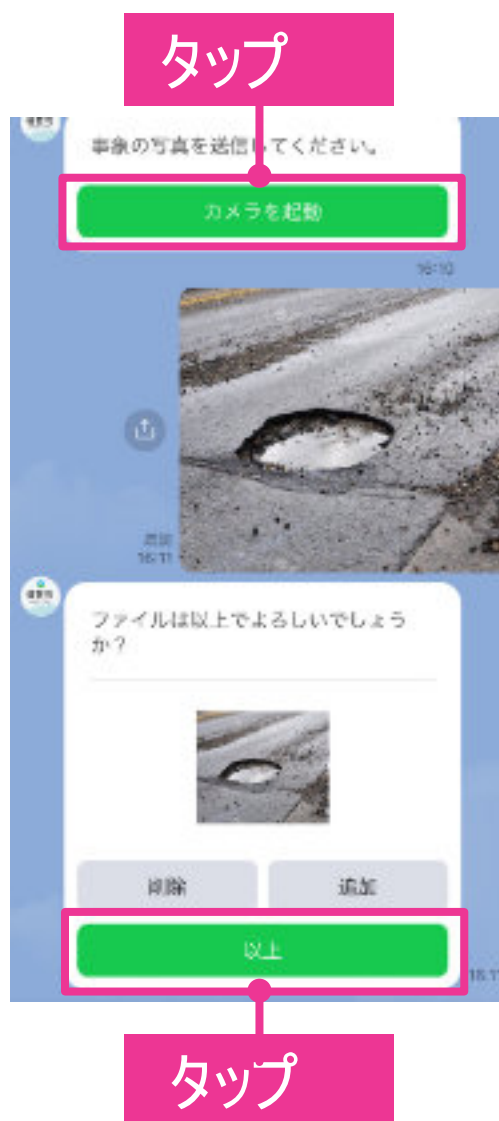 タップ
事象の写真を送信してください。
カメラを起動
16:10
既読
16:11
ファイルは以上でよろしいでしょう
か？
削除
追加
以上
16:11
タップ